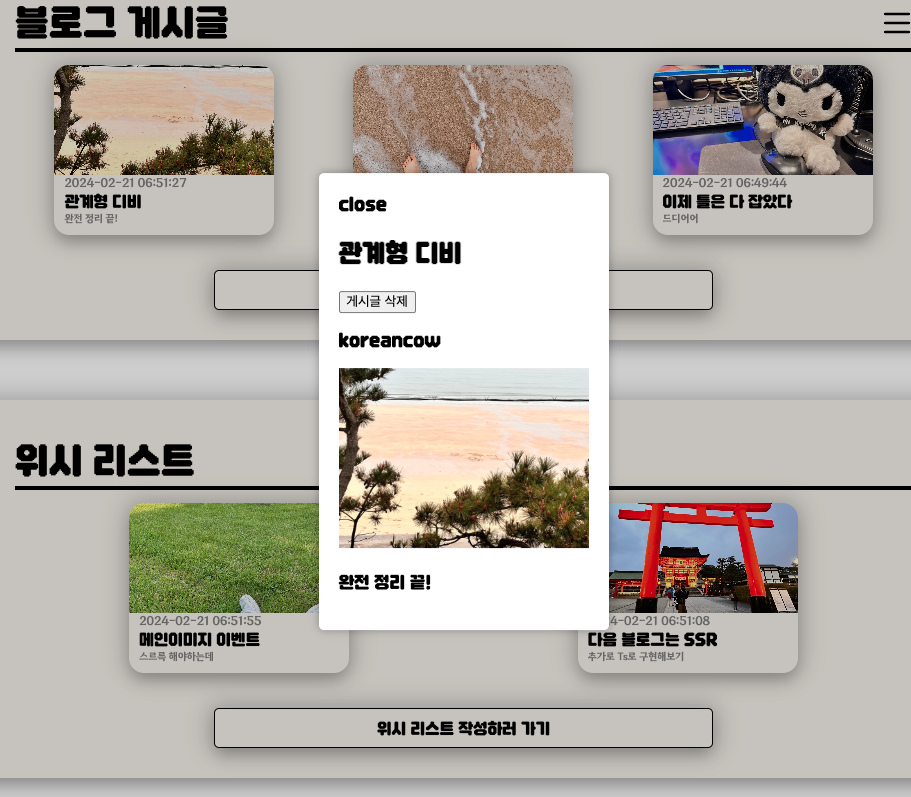 블로그 게시글
2024-02-21 06:51:27
관계형 디비
완전 정리 끝!
2024-02-21 06:49:44
이제 틀은 다 잡았다
드디어어
close
관계형 디비
게시글 삭제
koreancow
완전 정리 끝!
위시 리스트
2024-02-21 06:51:55
메인이미지 이벤트
스르륵 해야하는데
4-02-21 06:51:08
다음 블로그는 SSR
추가로 Ts로 구현해보기
위시 리스트 작성하러 가기